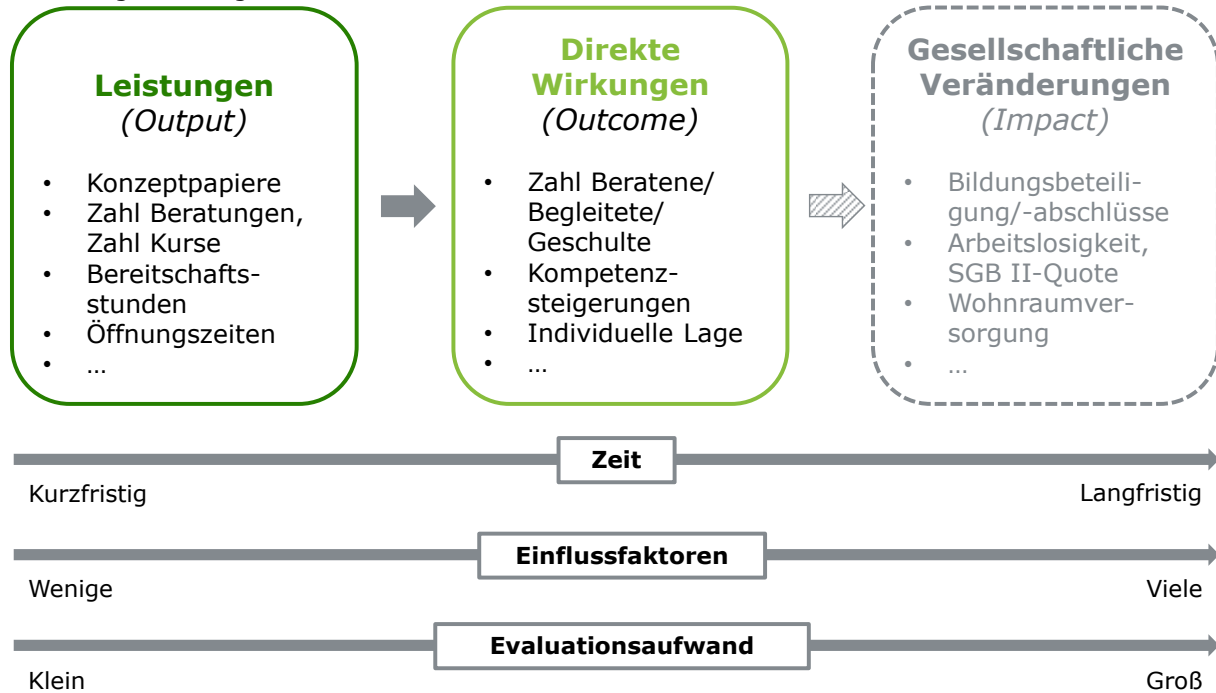 Leistungen
(Output)
• Konzeptpapiere
• Zahl Beratungen,
Zahl Kurse
• Bereitschafts-
stunden
• Öffnungszeiten
• ...
Direkte
Wirkungen
(Outcome)
• Zahl Beratene/
Begleitete/
Geschulte
• Kompetenz-
steigerungen
• Individuelle Lage
• ...
Gesellschaftliche
Veränderungen
(Impact)
• Bildungsbeteili-
gung/-abschlüsse
• Arbeitslosigkeit,
SGB II-Quote
• Wohnraumver-
sorgung
• ...
Zeit
Kurzfristig
Langfristig
Einflussfaktoren
Wenige
Viele
Evaluationsaufwand
Klein
Groß